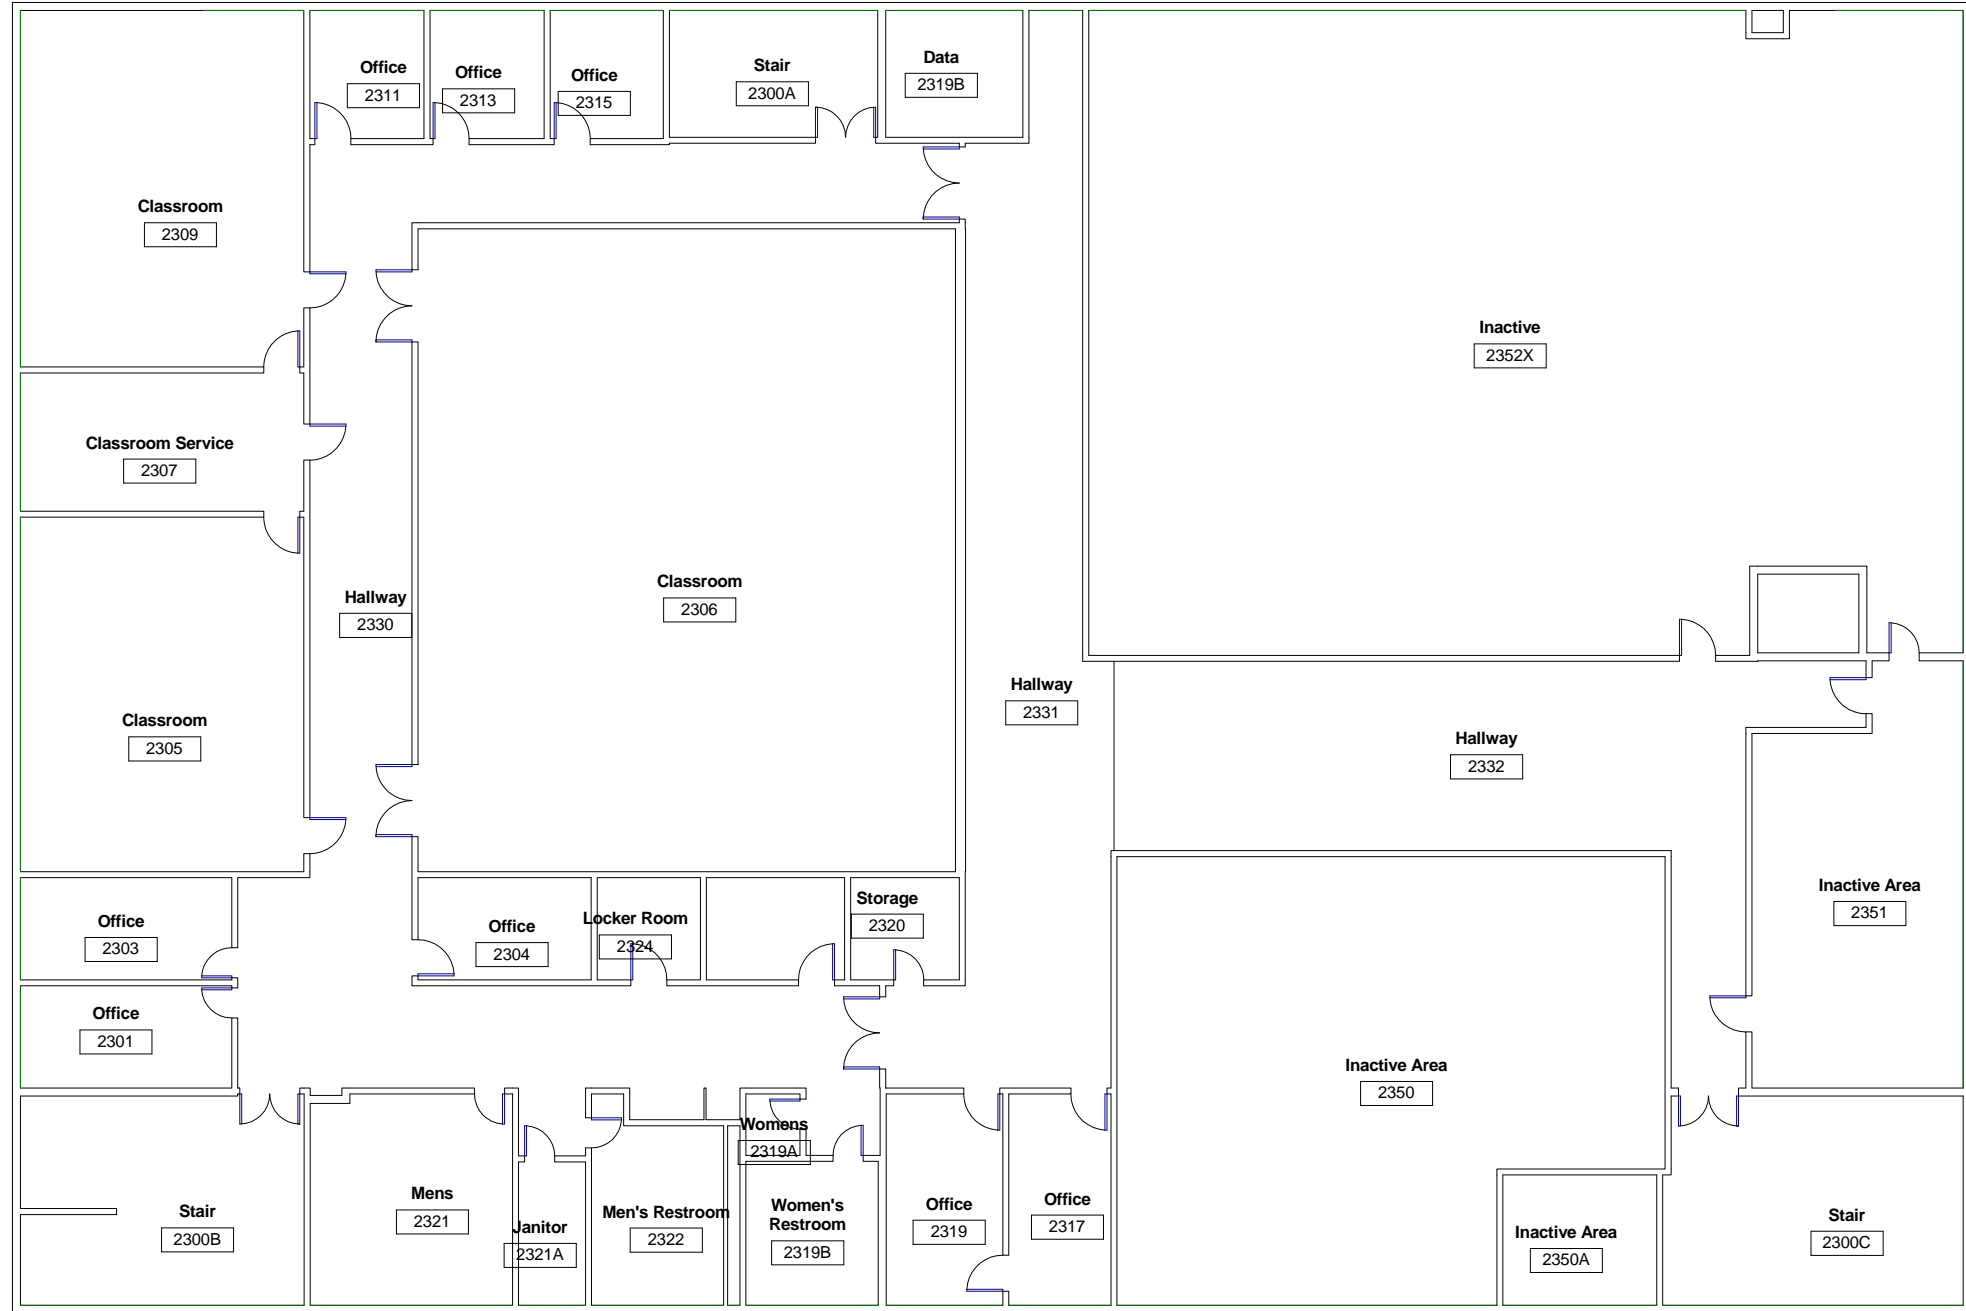 Office
2311
Office
2313
Office
2315
Stair
2300A
Data
2319B
Classroom
2309
Inactive
2352X
Classroom Service
2307
Classroom
2306
Hallway
2330
Hallway
2331
Classroom
2305
Hallway
2332
Inactive Area
2351
Office
2303
Office
2304
Locker Room
2324
Storage
2320
Office
2301
Inactive Area
2350
Womens
2319A
Mens
2321
Stair
2300B
Janitor
2321A
Men's Restroom
2322
Women's
Restroom
2319B
Office
2319
Office
2317
Inactive Area
2350A
Stair
2300C